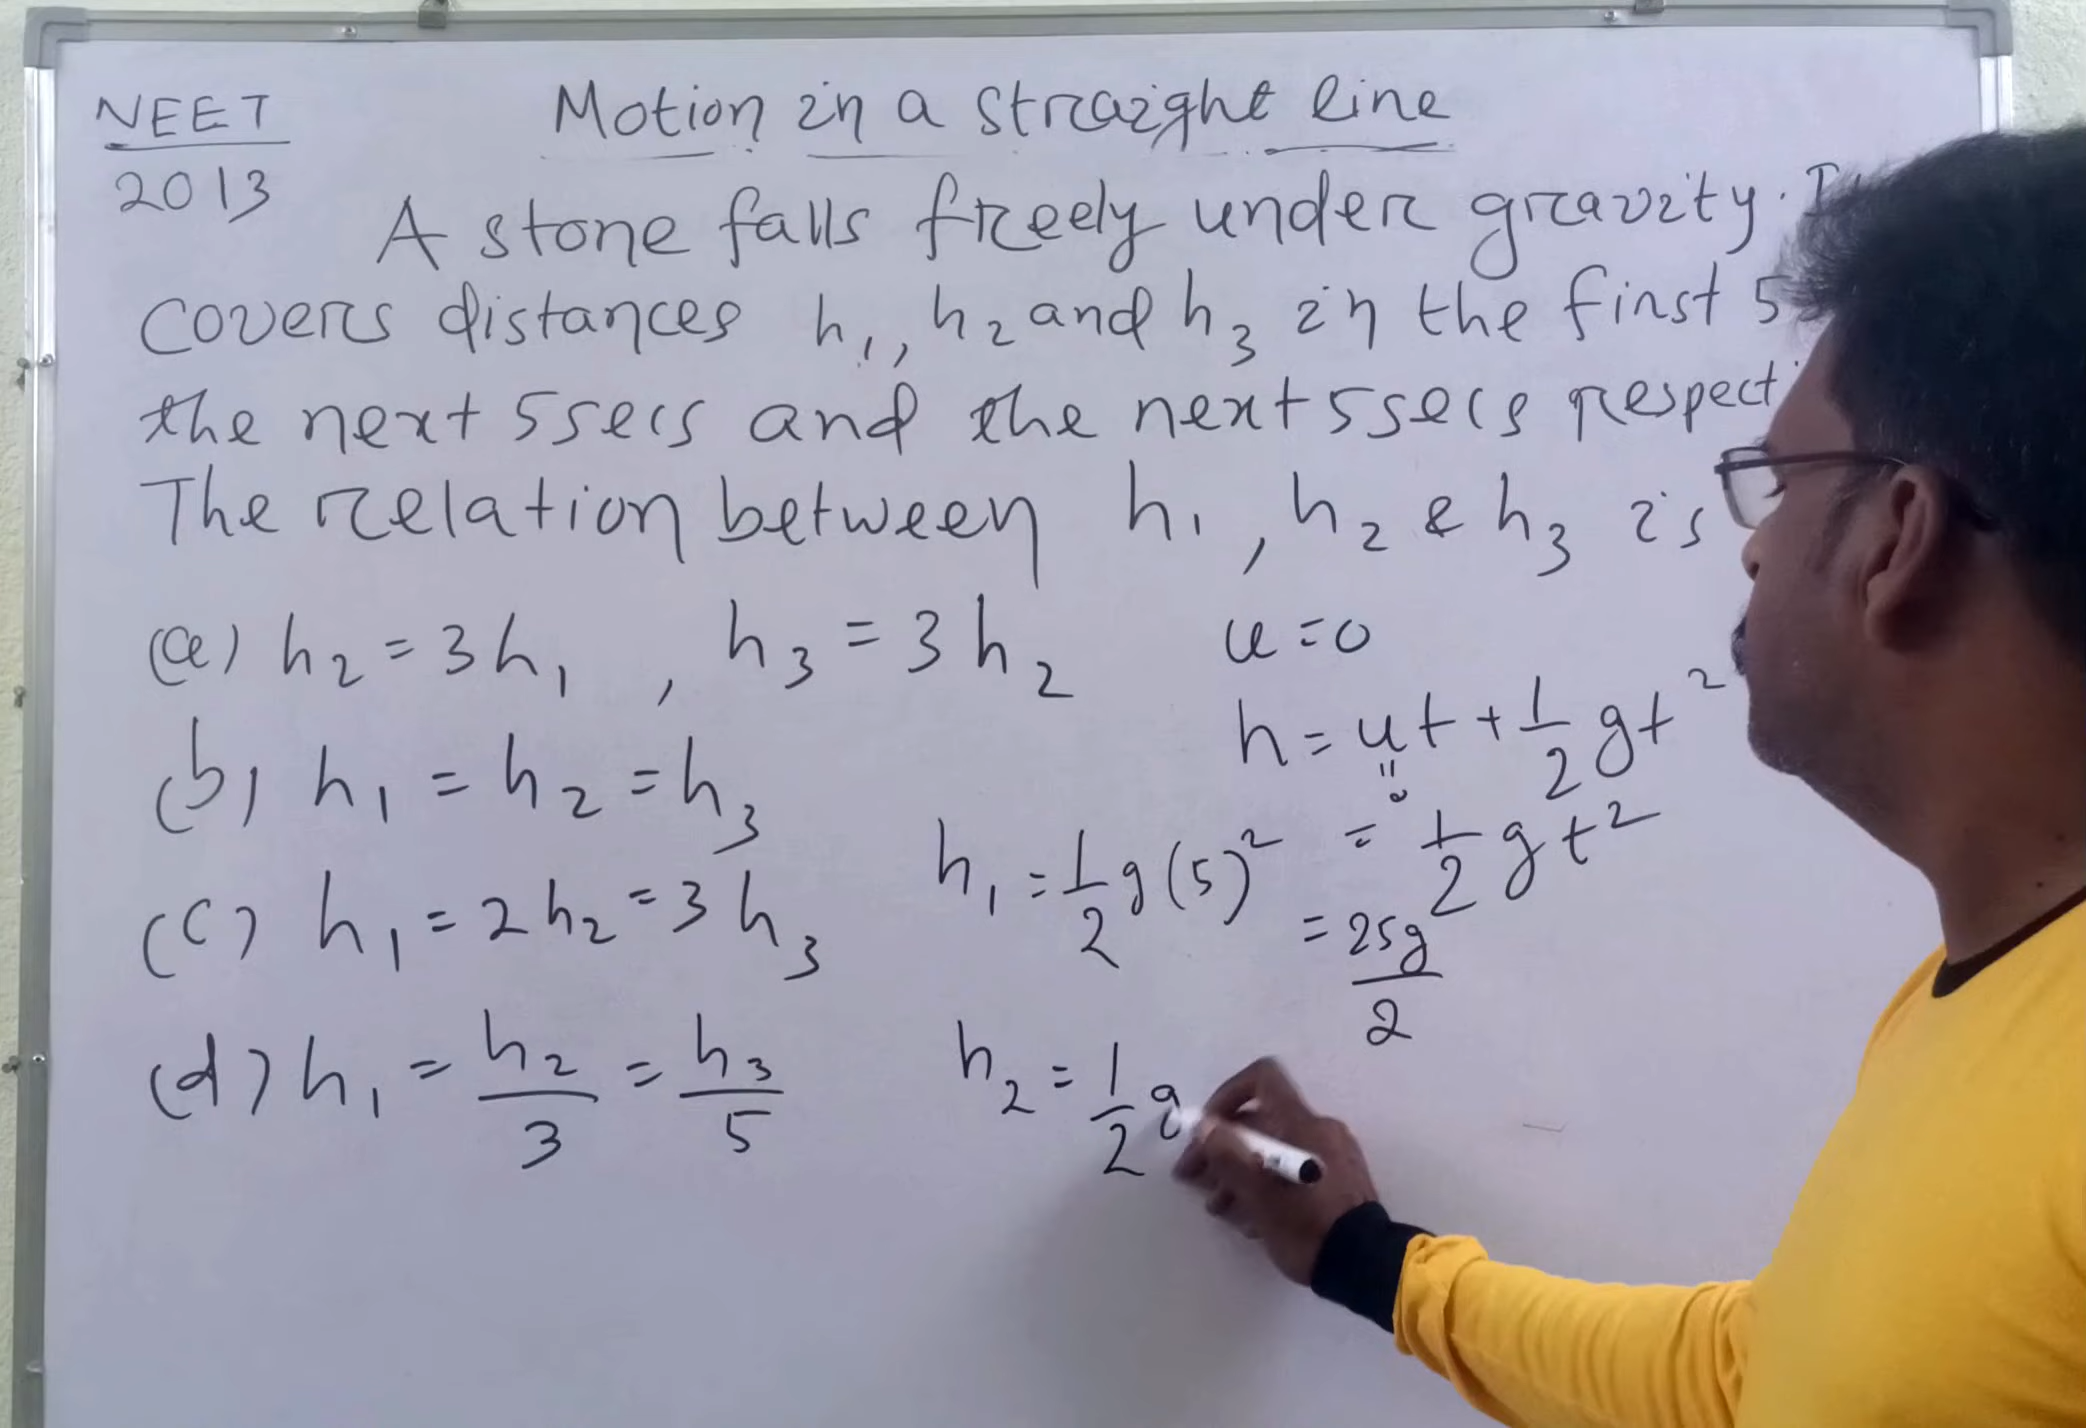 NEET
2013
Motion in a straight line
A stone falls freely under gravity.
covers distances h₁, h₂ and h₃ in the first 5
the next 5secs and the next 5secs
The relation between h₁, h₂ & h₃ is
(a) h₂ = 3h₁ , h₃ = 3h₂
(b) h₁ = h₂ = h₃
(c) h₁ = 2h₂ = 3h₃
(d) h₁ = h₂/3 = h₃/5
u = 0
h = ut + 1/2 gt²
"
0
= 1/2 gt²
h₁ = 1/2 g(5)²
= 25g/2
h₂ = 1/2 g